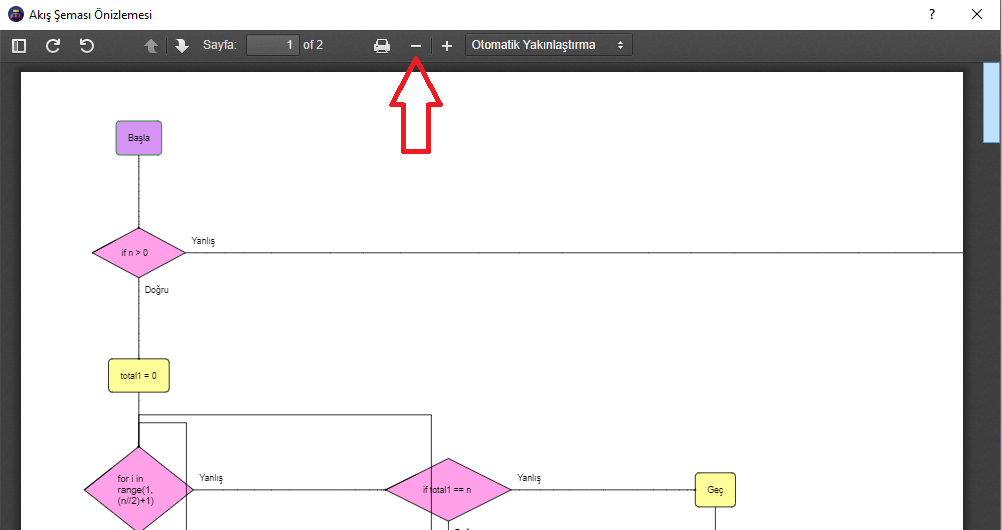 Akış Şeması Önizlemesi
?
Sayfa: 1 of 2
Otomatik Yakınlaştırma
Başla
Yanlış
if n > 0
Doğru
total1 = 0
for i in
range(1,
(n//2)+1)
Yanlış
if total1 == n
Yanlış
Geç